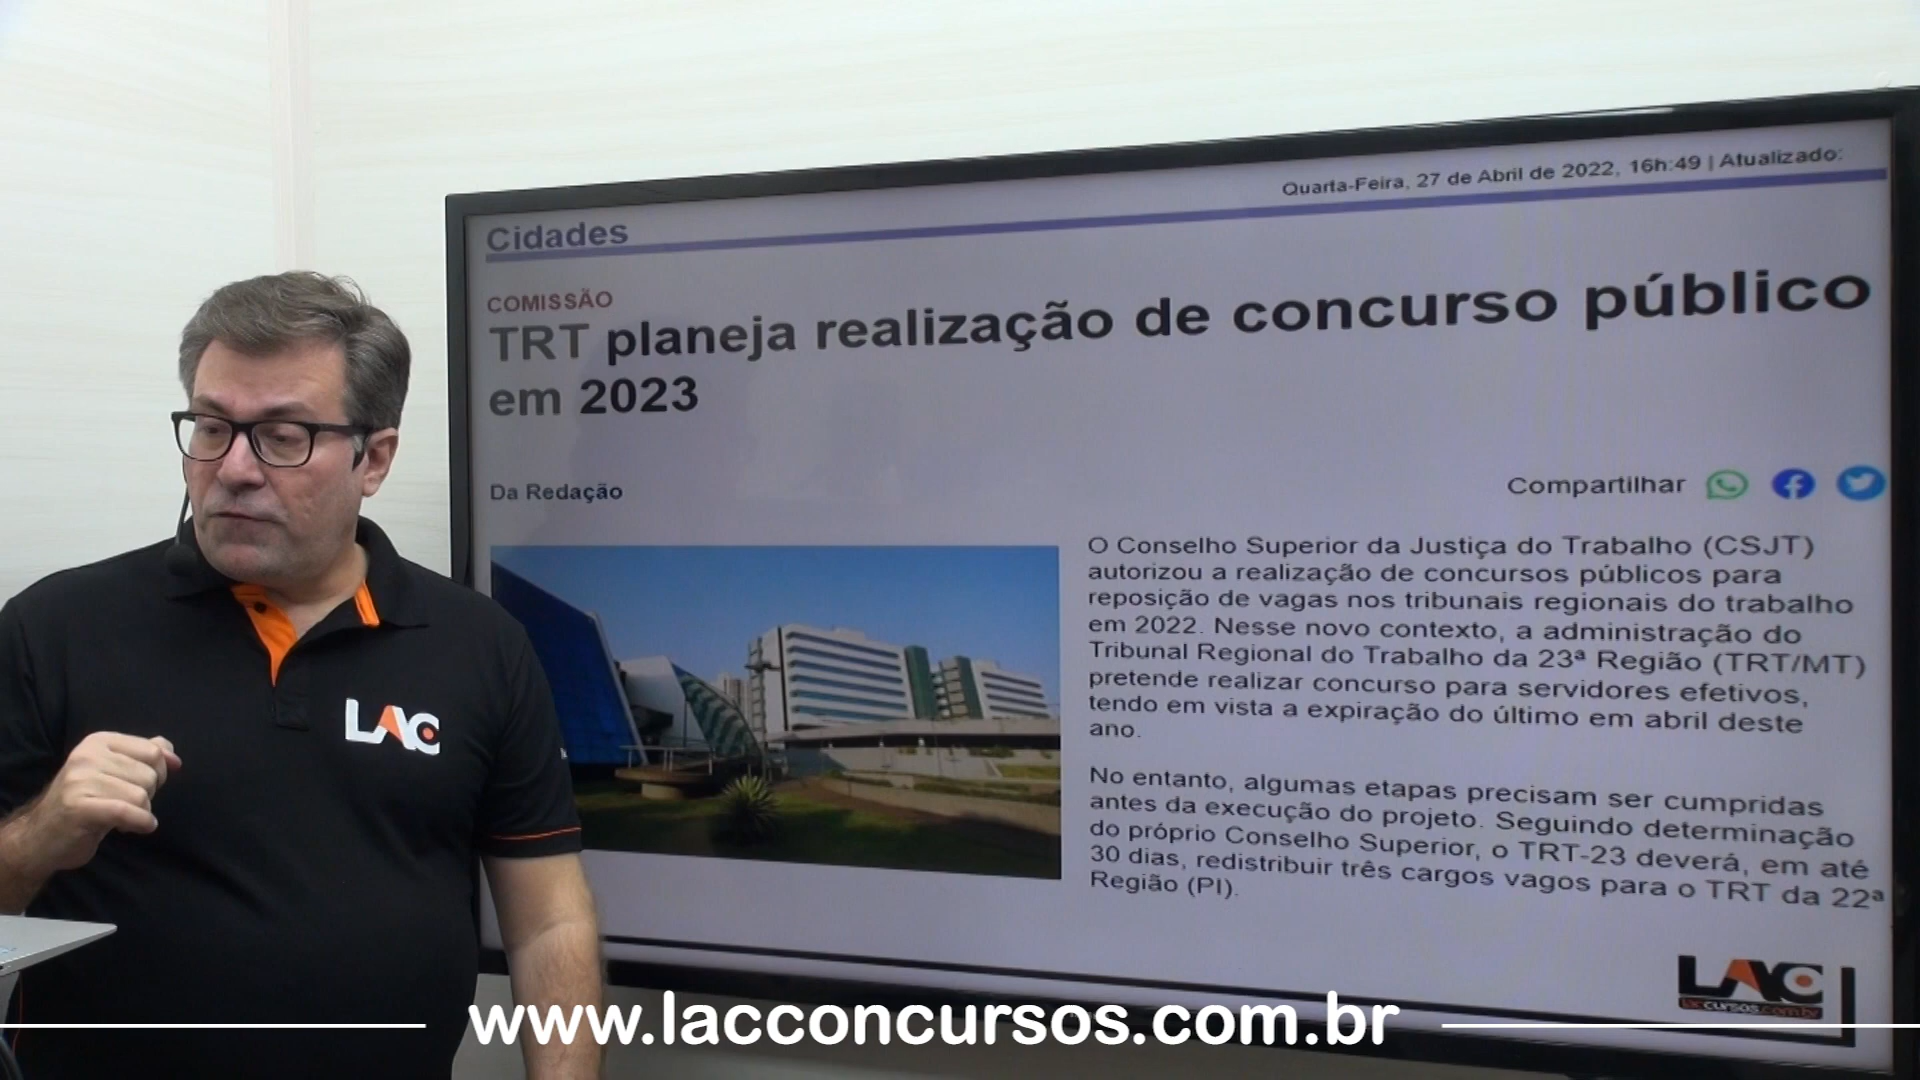 Quarta-Feira, 27 de Abril de 2022, 16h:49 | Atualizado:
Cidades
COMISSÃO
TRT planeja realização de concurso público
em 2023
Da Redação
Compartilhar
O Conselho Superior da Justiça do Trabalho (CSJT)
autorizou a realização de concursos públicos para
reposição de vagas nos tribunais regionais do trabalho
em 2022. Nesse novo contexto, a administração do
Tribunal Regional do Trabalho da 23ª Região (TRT/MT)
pretende realizar concurso para servidores efetivos,
tendo em vista a expiração do último em abril deste
ano.
No entanto, algumas etapas precisam ser cumpridas
antes da execução do projeto. Seguindo determinação
do próprio Conselho Superior, o TRT-23 deverá, em até
30 dias, redistribuir três cargos vagos para o TRT da 22ª
Região (PI).
LAC
LAC
laccursos.com.br
www.lacconcursos.com.br